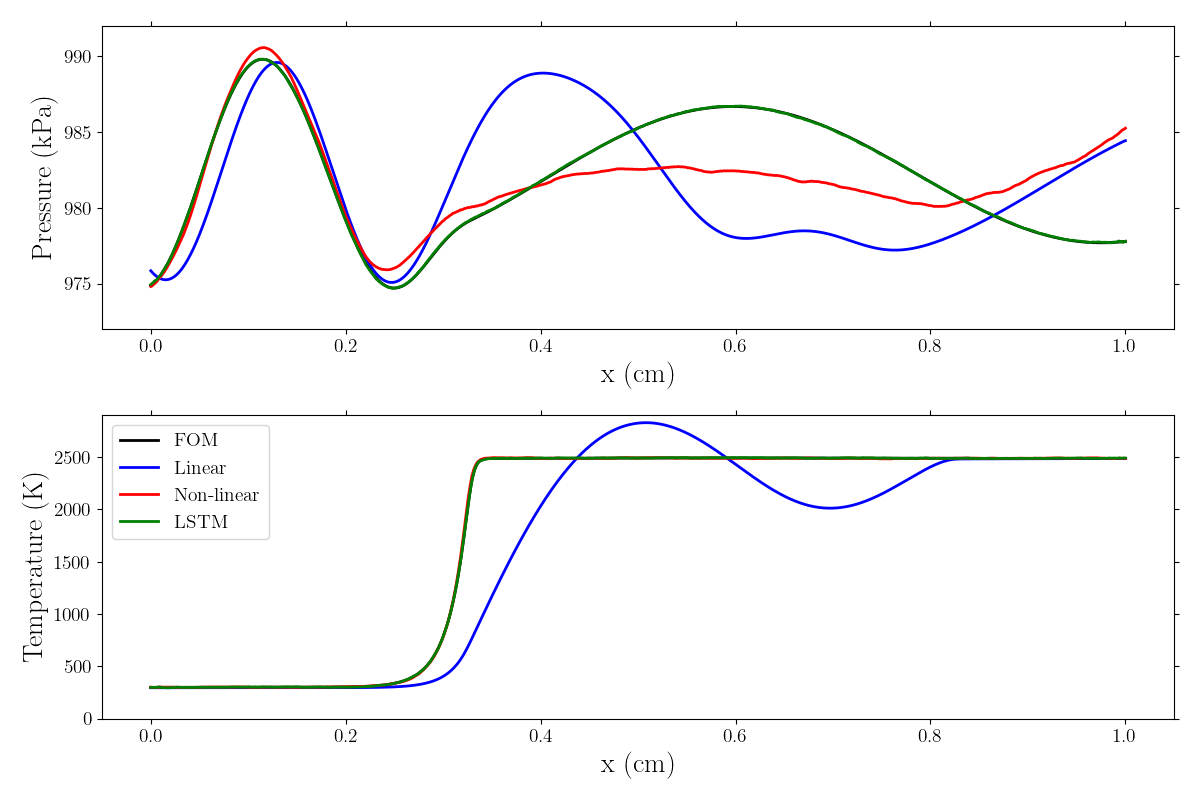 990
985
980
975
Pressure (kPa)
0.0 0.2 0.4 0.6 0.8 1.0
x (cm)
2500
2000
1500
1000
500
0
Temperature (K)
FOM
Linear
Non-linear
LSTM
0.0 0.2 0.4 0.6 0.8 1.0
x (cm)